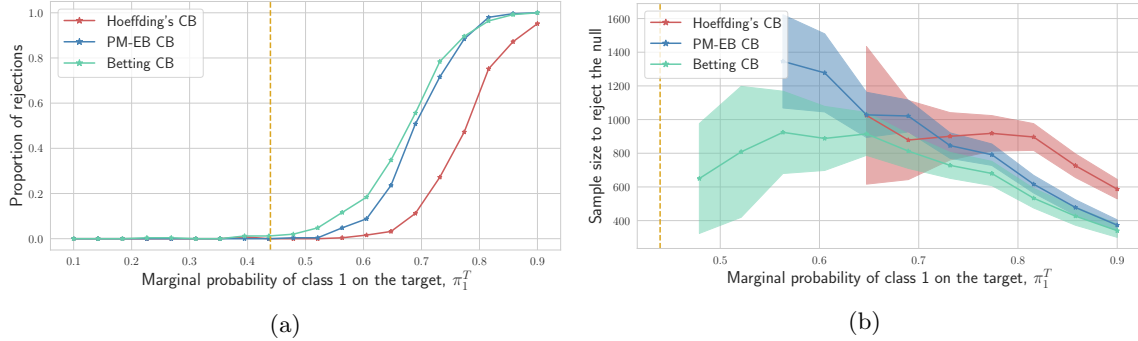 Hoeffding's CB
PM-EB CB
Betting CB
1.0
0.8
0.6
0.4
0.2
0.0
Proportion of rejections
0.1 0.2 0.3 0.4 0.5 0.6 0.7 0.8 0.9
Marginal probability of class 1 on the target, π₁ᵀ
(a)
Hoeffding's CB
PM-EB CB
Betting CB
1600
1400
1200
1000
800
600
400
Sample size to reject the null
0.5 0.6 0.7 0.8 0.9
Marginal probability of class 1 on the target, π₁ᵀ
(b)